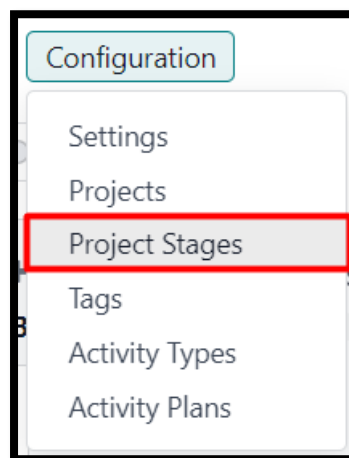 Configuration
Settings
Projects
Project Stages
Tags
Activity Types
Activity Plans